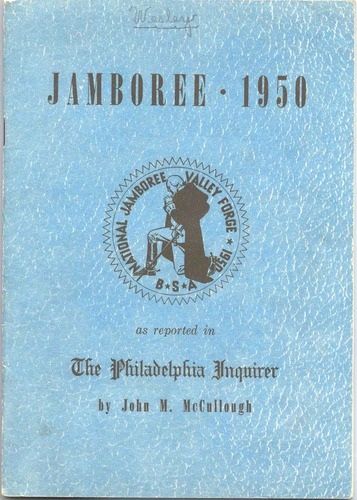 Wesley
JAMBOREE · 1950
NATIONAL JAMBOREE VALLEY FORGE ★ 1950
B★S★A
as reported in
The Philadelphia Inquirer
by John M. McCullough